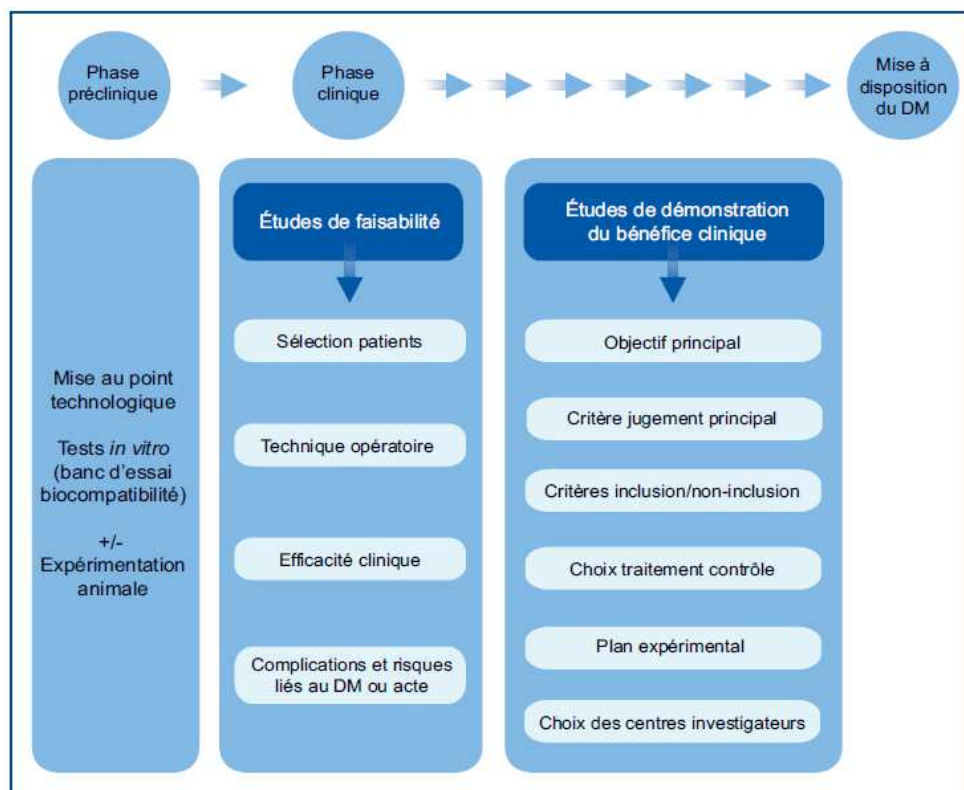 Phase
préclinique
Phase
clinique
Mise à
disposition
du DM
Mise au point
technologique
Tests in vitro
(banc d'essai
biocompatibilité)
+/-
Expérimentation
animale
Études de faisabilité
Sélection patients
Technique opératoire
Efficacité clinique
Complications et risques
liés au DM ou acte
Études de démonstration
du bénéfice clinique
Objectif principal
Critère jugement principal
Critères inclusion/non-inclusion
Choix traitement contrôle
Plan expérimental
Choix des centres investigateurs